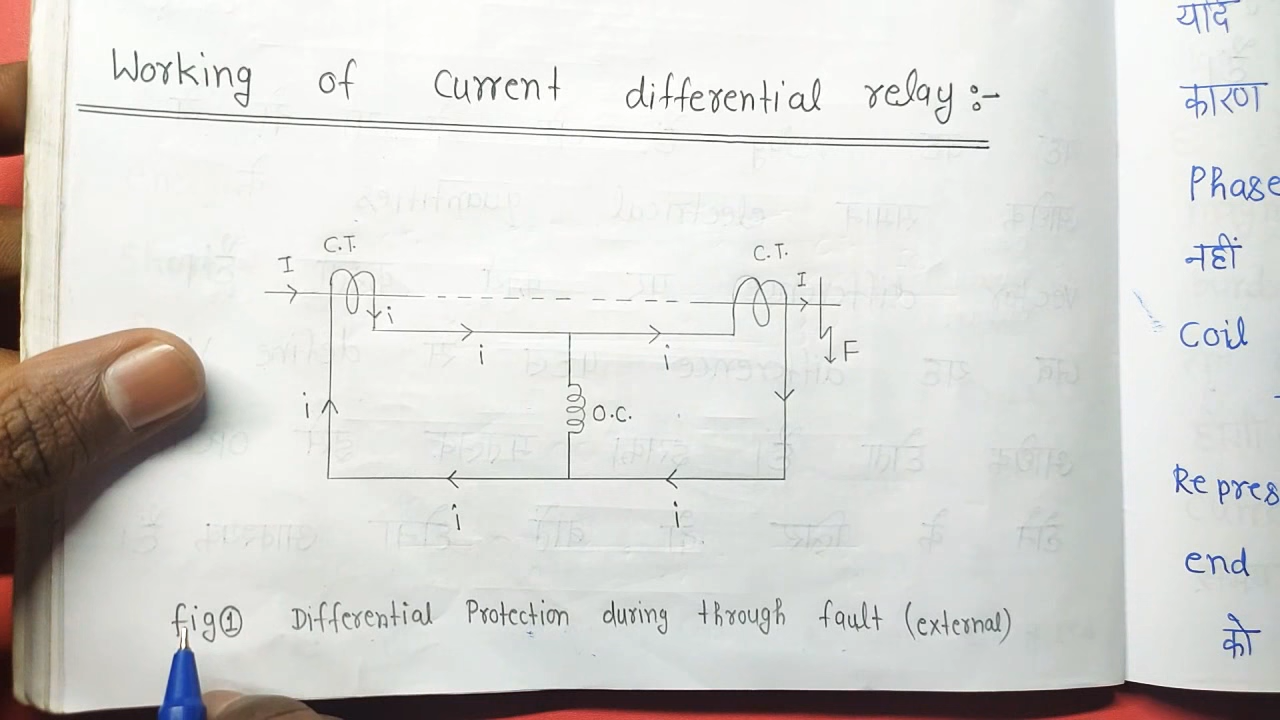 Working of Current differential relay :-
C.T. C.T.
I I
i
i i
F
i O.C.
i i
fig① Differential Protection during through fault (external)
यदि
कारण
Phase
नहीं
Coil
Repres
end
को